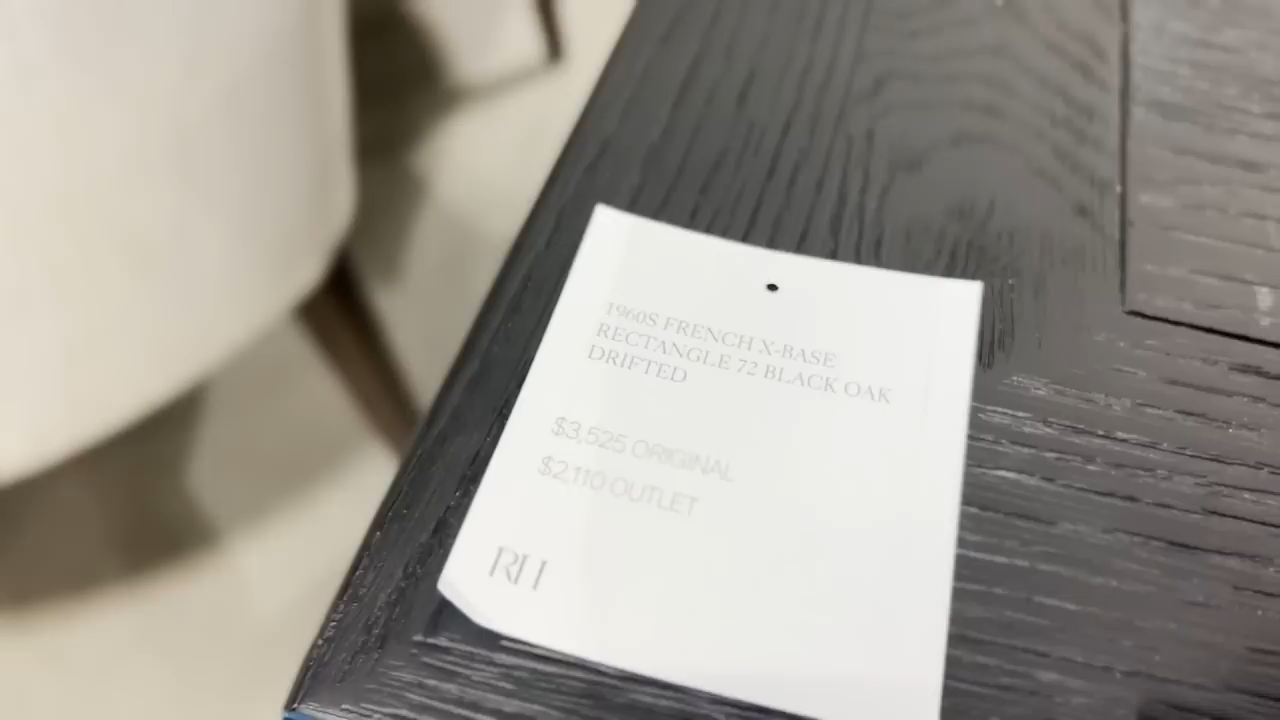 1960S FRENCH X-BASE
RECTANGLE 72 BLACK OAK
DRIFTED
$3,525 ORIGINAL
$2,110 OUTLET
RH